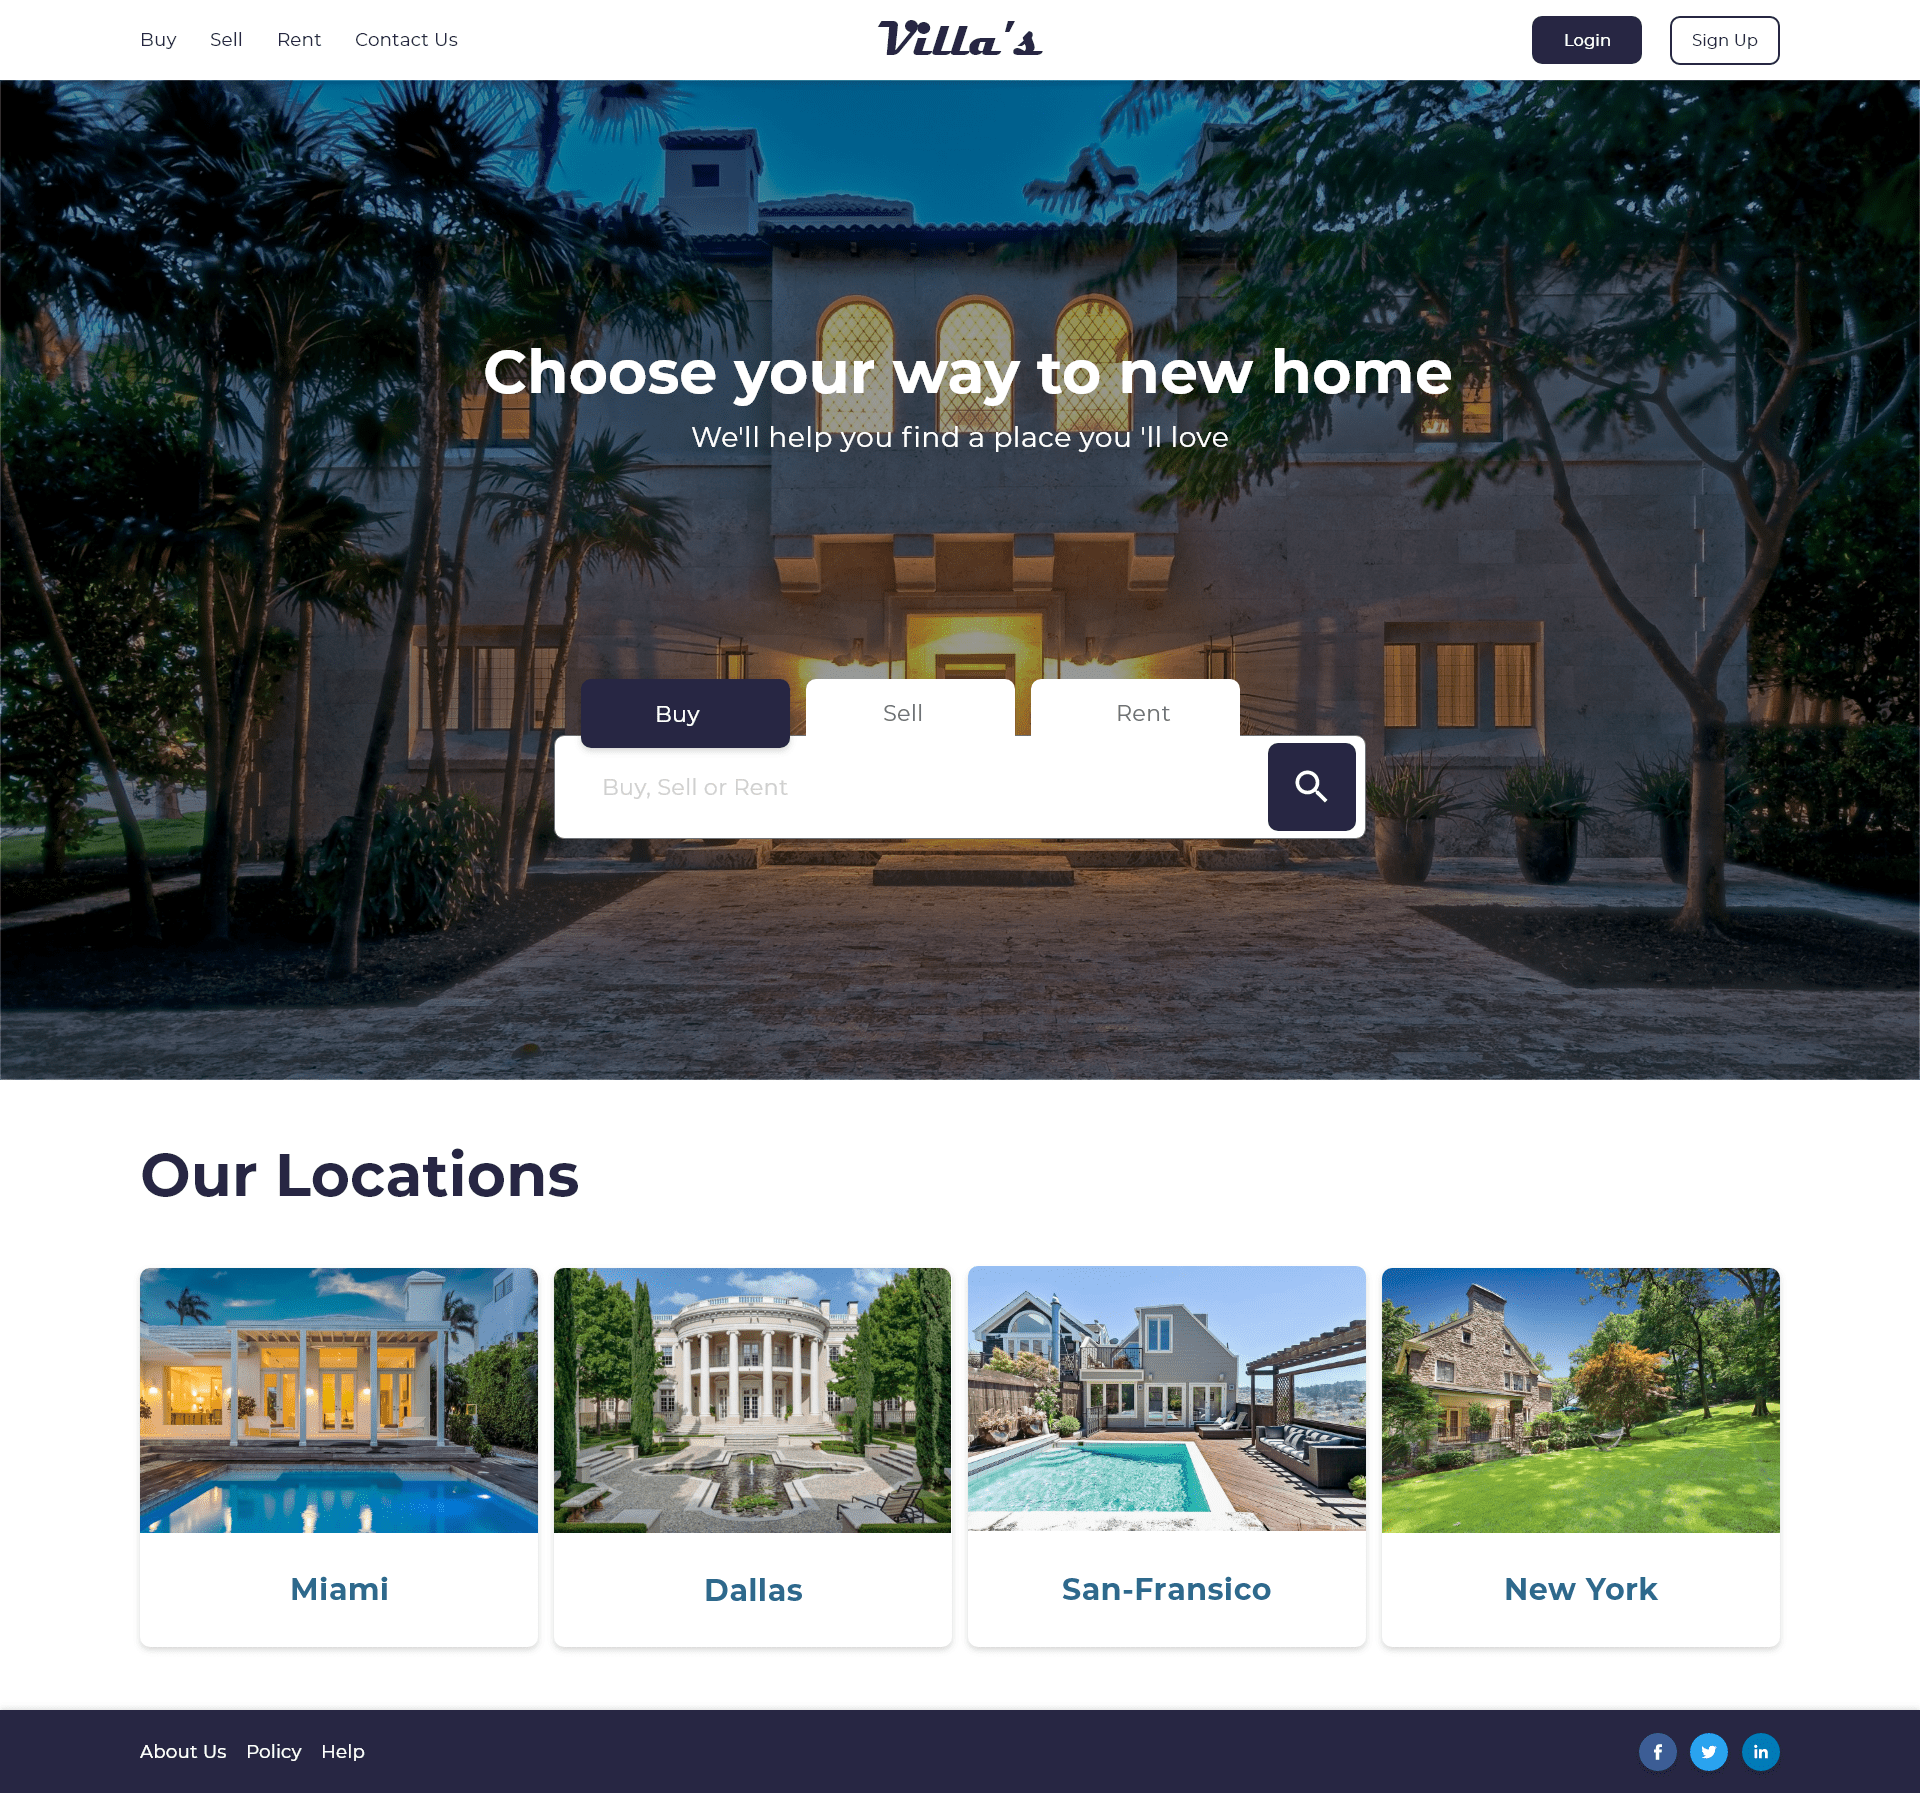 Buy Sell Rent Contact Us Villa's Login Sign Up
Choose your way to new home
We'll help you find a place you 'll love
Buy Sell Rent
Buy, Sell or Rent
Our Locations
Miami Dallas San-Fransico New York
About Us Policy Help f in